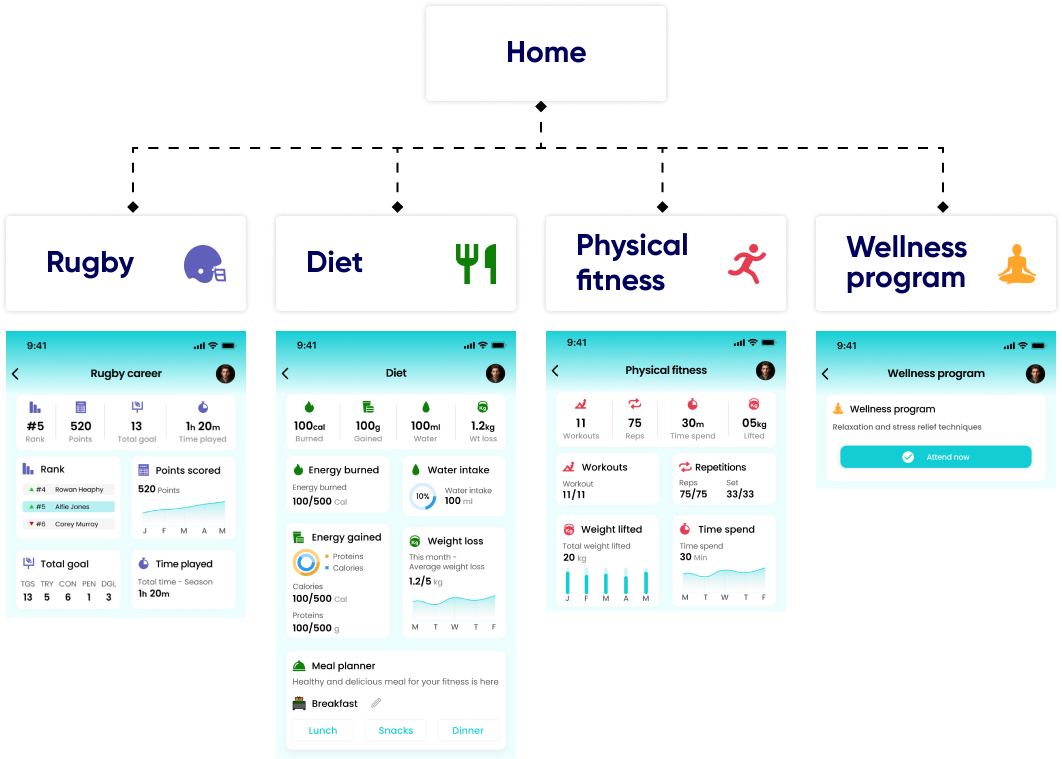 Home
Rugby
Diet
Physical
fitness
Wellness
program
9:41
Rugby career
#5 520 13 1h 20m
Rank Points Total goal Time played
Rank
#4 Rowan Heaphy
#5 Alfie Jones
#6 Corey Murray
Points scored
520 Points
J F M A M
Total goal
TGS TRY CON PEN DGL
13 5 6 1 3
Time played
Total time - Season
1h 20m
9:41
Diet
100cal 100g 100ml 1.2kg
Burned Gained Water Wt loss
Energy burned
Energy burned
100/500 Cal
Water intake
10%
Water intake
100 ml
Energy gained
Proteins
Calories
Calories
100/500 Cal
Proteins
100/500 g
Kg
Weight loss
This month -
Average weight loss
1.2/5 kg
M T W T F
Meal planner
Healthy and delicious meal for your fitness is here
Breakfast
Lunch Snacks Dinner
9:41
Physical fitness
11 75 30m 05kg
Workouts Reps Time spend Lifted
Workouts
Workout
11/11
Repetitions
Reps Set
75/75 33/33
Weight lifted
Total weight lifted
20 kg
J F M A M
Time spend
Time spend
30 Min
M T W T F
9:41
Wellness program
Wellness program
Relaxation and stress relief techniques
Attend now